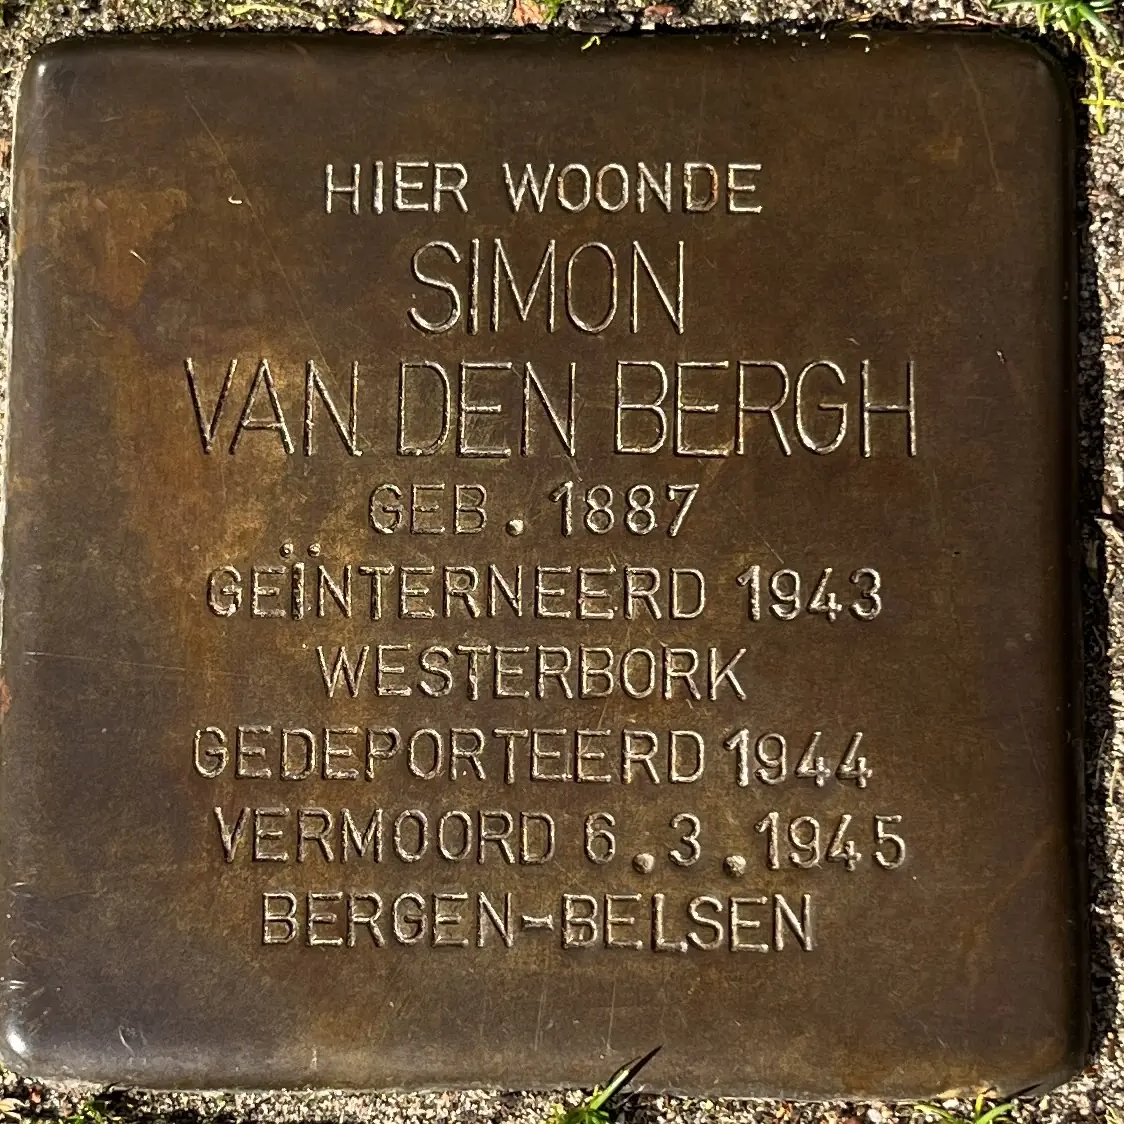 HIER WOONDE
SIMON
VAN DEN BERGH
GEB. 1887
GEÏNTERNEERD 1943
WESTERBORK
GEDEPORTEERD 1944
VERMOORD 6.3.1945
BERGEN-BELSEN